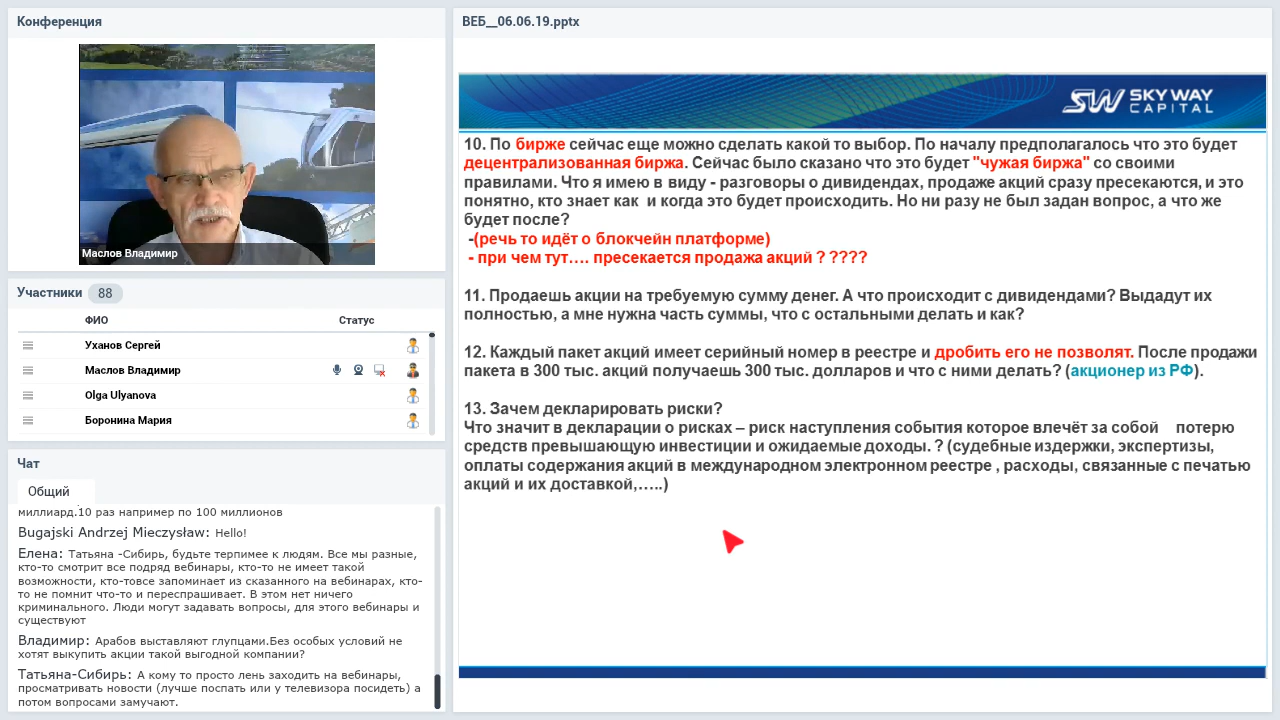 Конференция
Маслов Владимир
Участники 88
ФИО Статус
Уханов Сергей
Маслов Владимир
Olga Ulyanova
Боронина Мария
Чат
Общий
миллиард.10 раз например по 100 миллионов
Bugajski Andrzej Mieczysław: Hello!
Елена: Татьяна -Сибирь, будьте терпимее к людям. Все мы разные,
кто-то смотрит все подряд вебинары, кто-то не имеет такой
возможности, кто-товсе запоминает из сказанного на вебинарах, кто-
то не помнит что-то и переспрашивает. В этом нет ничего
криминального. Люди могут задавать вопросы, для этого вебинары и
существуют
Владимир: Арабов выставляют глупцами.Без особых условий не
хотят выкупить акции такой выгодной компании?
Татьяна-Сибирь: А кому то просто лень заходить на вебинары,
просматривать новости (лучше поспать или у телевизора посидеть) а
потом вопросами замучают.
ВЕБ__06.06.19.pptx
SW SKY WAY
CAPITAL
10. По бирже сейчас еще можно сделать какой то выбор. По началу предполагалось что это будет
децентрализованная биржа. Сейчас было сказано что это будет "чужая биржа" со своими
правилами. Что я имею в виду - разговоры о дивидендах, продаже акций сразу пресекаются, и это
понятно, кто знает как и когда это будет происходить. Но ни разу не был задан вопрос, а что же
будет после?
-(речь то идёт о блокчейн платформе)
- при чем тут…. пресекается продажа акций ? ????
11. Продаешь акции на требуемую сумму денег. А что происходит с дивидендами? Выдадут их
полностью, а мне нужна часть суммы, что с остальными делать и как?
12. Каждый пакет акций имеет серийный номер в реестре и дробить его не позволят. После продажи
пакета в 300 тыс. акций получаешь 300 тыс. долларов и что с ними делать? (акционер из РФ).
13. Зачем декларировать риски?
Что значит в декларации о рисках – риск наступления события которое влечёт за собой потерю
средств превышающую инвестиции и ожидаемые доходы. ? (судебные издержки, экспертизы,
оплаты содержания акций в международном электронном реестре , расходы, связанные с печатью
акций и их доставкой,…..)